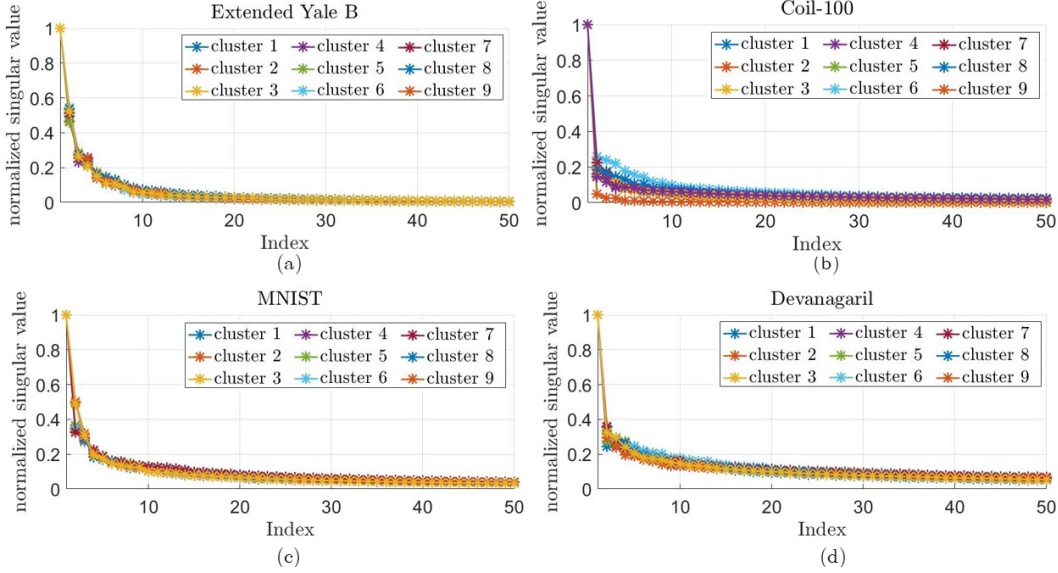 Extended Yale B
normalized singular value
1
0.8
0.6
0.4
0.2
0
cluster 1 cluster 4 cluster 7
cluster 2 cluster 5 cluster 8
cluster 3 cluster 6 cluster 9
10 20 30 40 50
Index
(a)
Coil-100
normalized singular value
1
0.8
0.6
0.4
0.2
0
cluster 1 cluster 4 cluster 7
cluster 2 cluster 5 cluster 8
cluster 3 cluster 6 cluster 9
10 20 30 40 50
Index
(b)
MNIST
normalized singular value
1
0.8
0.6
0.4
0.2
0
cluster 1 cluster 4 cluster 7
cluster 2 cluster 5 cluster 8
cluster 3 cluster 6 cluster 9
10 20 30 40 50
Index
(c)
Devanagaril
normalized singular value
1
0.8
0.6
0.4
0.2
0
cluster 1 cluster 4 cluster 7
cluster 2 cluster 5 cluster 8
cluster 3 cluster 6 cluster 9
10 20 30 40 50
Index
(d)